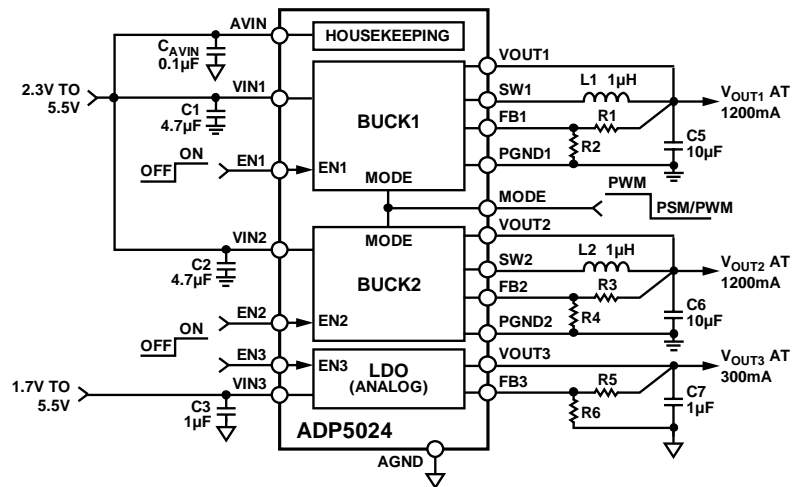 AVIN
CAVIN
0.1µF
HOUSEKEEPING
VOUT1
2.3V TO
5.5V
VIN1
C1
4.7µF
BUCK1
SW1
L1 1µH
VOUT1 AT
1200mA
FB1
R1
R2
C5
10µF
OFF
ON
EN1
EN1
PGND1
MODE
MODE
PWM
PSM/PWM
MODE
VOUT2
VIN2
C2
4.7µF
BUCK2
SW2
L2 1µH
VOUT2 AT
1200mA
FB2
R3
R4
C6
10µF
OFF
ON
EN2
EN2
PGND2
EN3
EN3
LDO
(ANALOG)
VOUT3
VOUT3 AT
300mA
1.7V TO
5.5V
VIN3
C3
1µF
FB3
R5
R6
C7
1µF
ADP5024
AGND